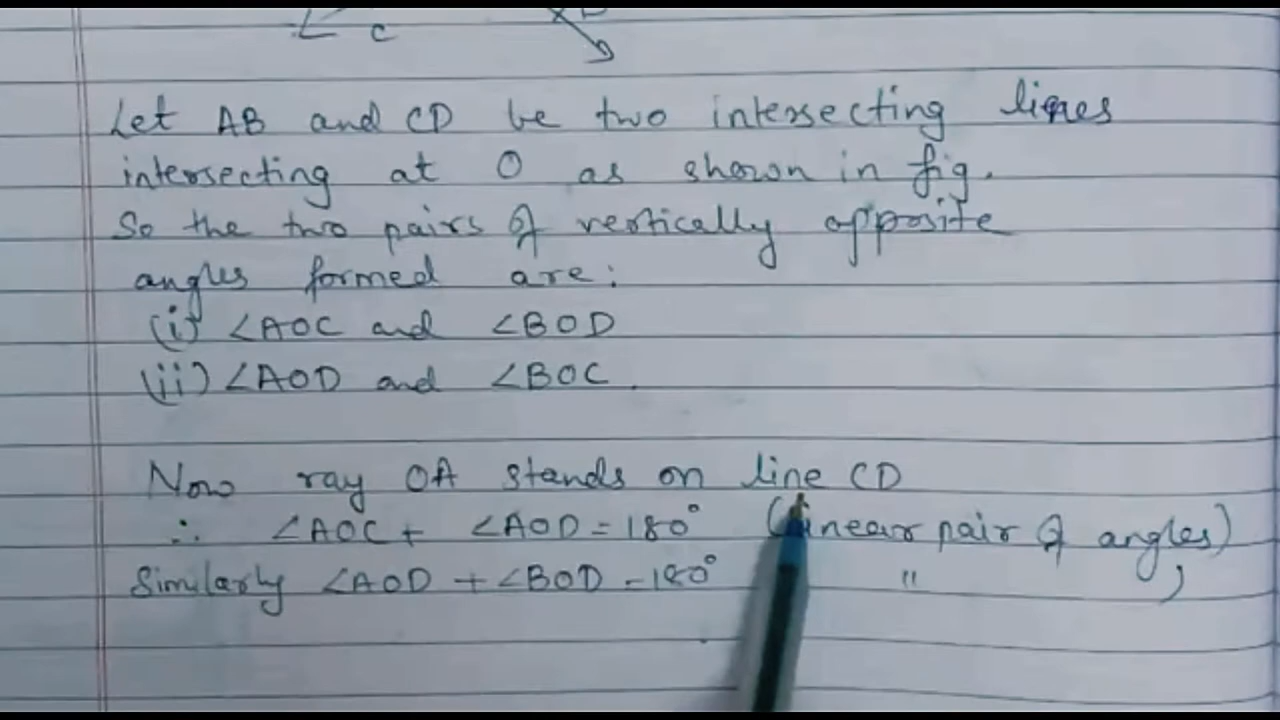 C
Let AB and CD be two intersecting lines
intersecting at O as shown in fig.
So the two pairs of vertically opposite
angles formed are:
(i) ∠AOC and ∠BOD
(ii) ∠AOD and ∠BOC.
Now ray OA stands on line CD
∴ ∠AOC + ∠AOD = 180° (linear pair of angles)
Similarly ∠AOD + ∠BOD = 180° " )